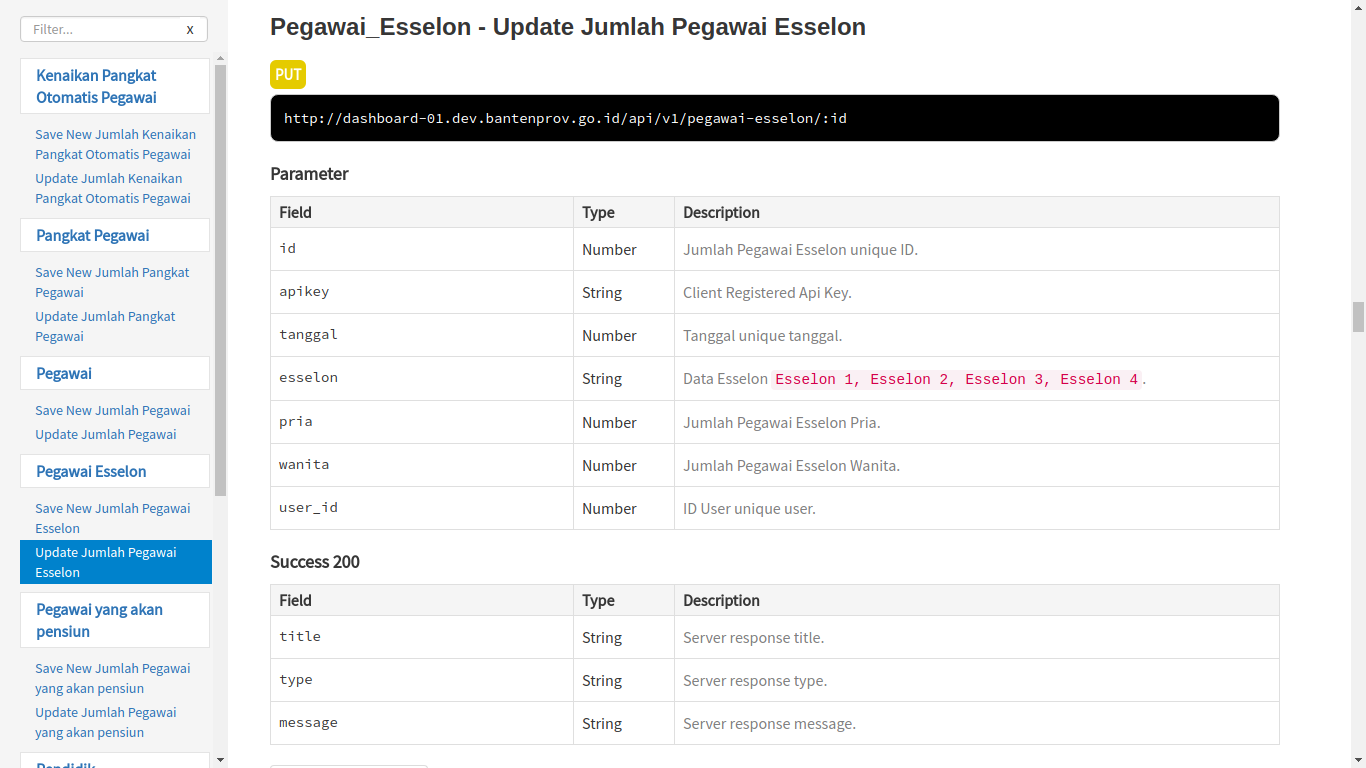 Filter...
x
Kenaikan Pangkat
Otomatis Pegawai
Save New Jumlah Kenaikan
Pangkat Otomatis Pegawai
Update Jumlah Kenaikan
Pangkat Otomatis Pegawai
Pangkat Pegawai
Save New Jumlah Pangkat
Pegawai
Update Jumlah Pangkat
Pegawai
Pegawai
Save New Jumlah Pegawai
Update Jumlah Pegawai
Pegawai Esselon
Save New Jumlah Pegawai
Esselon
Update Jumlah Pegawai
Esselon
Pegawai yang akan
pensiun
Save New Jumlah Pegawai
yang akan pensiun
Update Jumlah Pegawai
yang akan pensiun
Pendidik
Pegawai_Esselon - Update Jumlah Pegawai Esselon
PUT
http://dashboard-01.dev.bantenprov.go.id/api/v1/pegawai-esselon/:id
Parameter
Field Type Description
id Number Jumlah Pegawai Esselon unique ID.
apikey String Client Registered Api Key.
tanggal Number Tanggal unique tanggal.
esselon String Data Esselon Esselon 1, Esselon 2, Esselon 3, Esselon 4.
pria Number Jumlah Pegawai Esselon Pria.
wanita Number Jumlah Pegawai Esselon Wanita.
user_id Number ID User unique user.
Success 200
Field Type Description
title String Server response title.
type String Server response type.
message String Server response message.